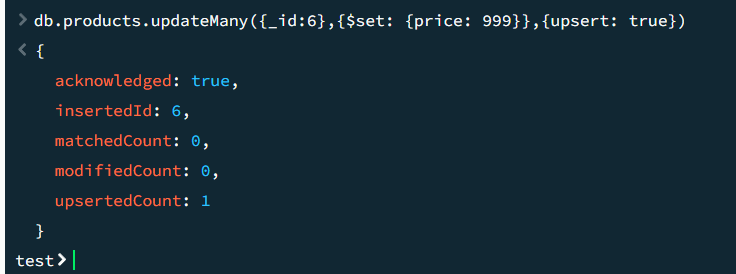 > db.products.updateMany({_id:6},{$set: {price: 999}},{upsert: true})
< {
acknowledged: true,
insertedId: 6,
matchedCount: 0,
modifiedCount: 0,
upsertedCount: 1
}
test>